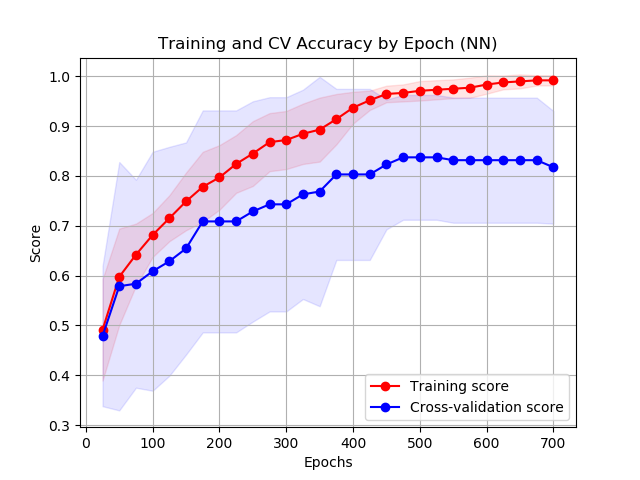 Training and CV Accuracy by Epoch (NN)
1.0
0.9
0.8
0.7
0.6
0.5
0.4
0.3
Score
Training score
Cross-validation score
0 100 200 300 400 500 600 700
Epochs